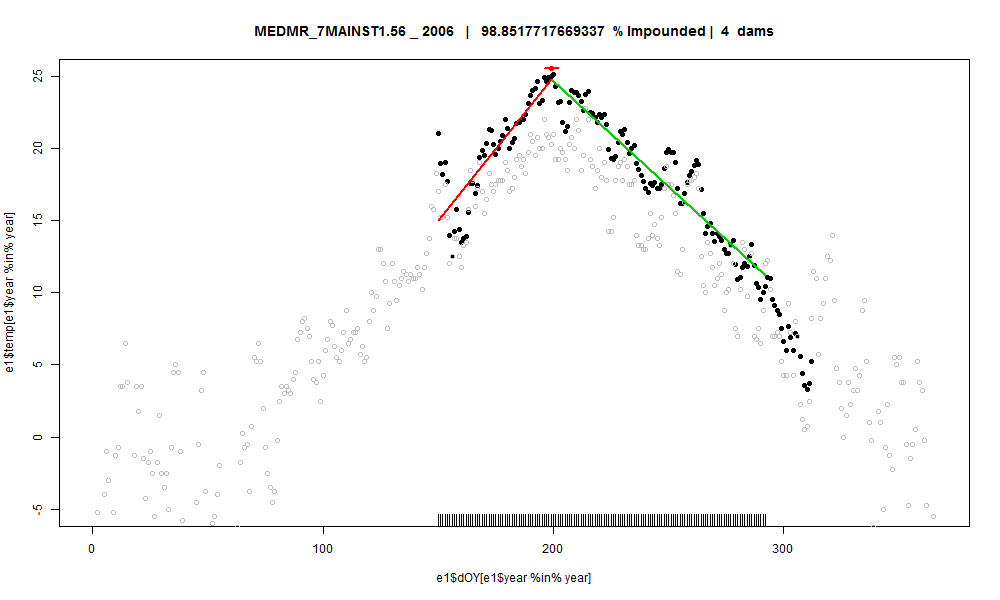 MEDMR_7MAINST1.56 _ 2006 | 98.8517717669337 % Impounded | 4 dams
e1$temp[e1$year %in% year]
25
20
15
10
5
0
-5
0 100 200 300
e1$dOY[e1$year %in% year]